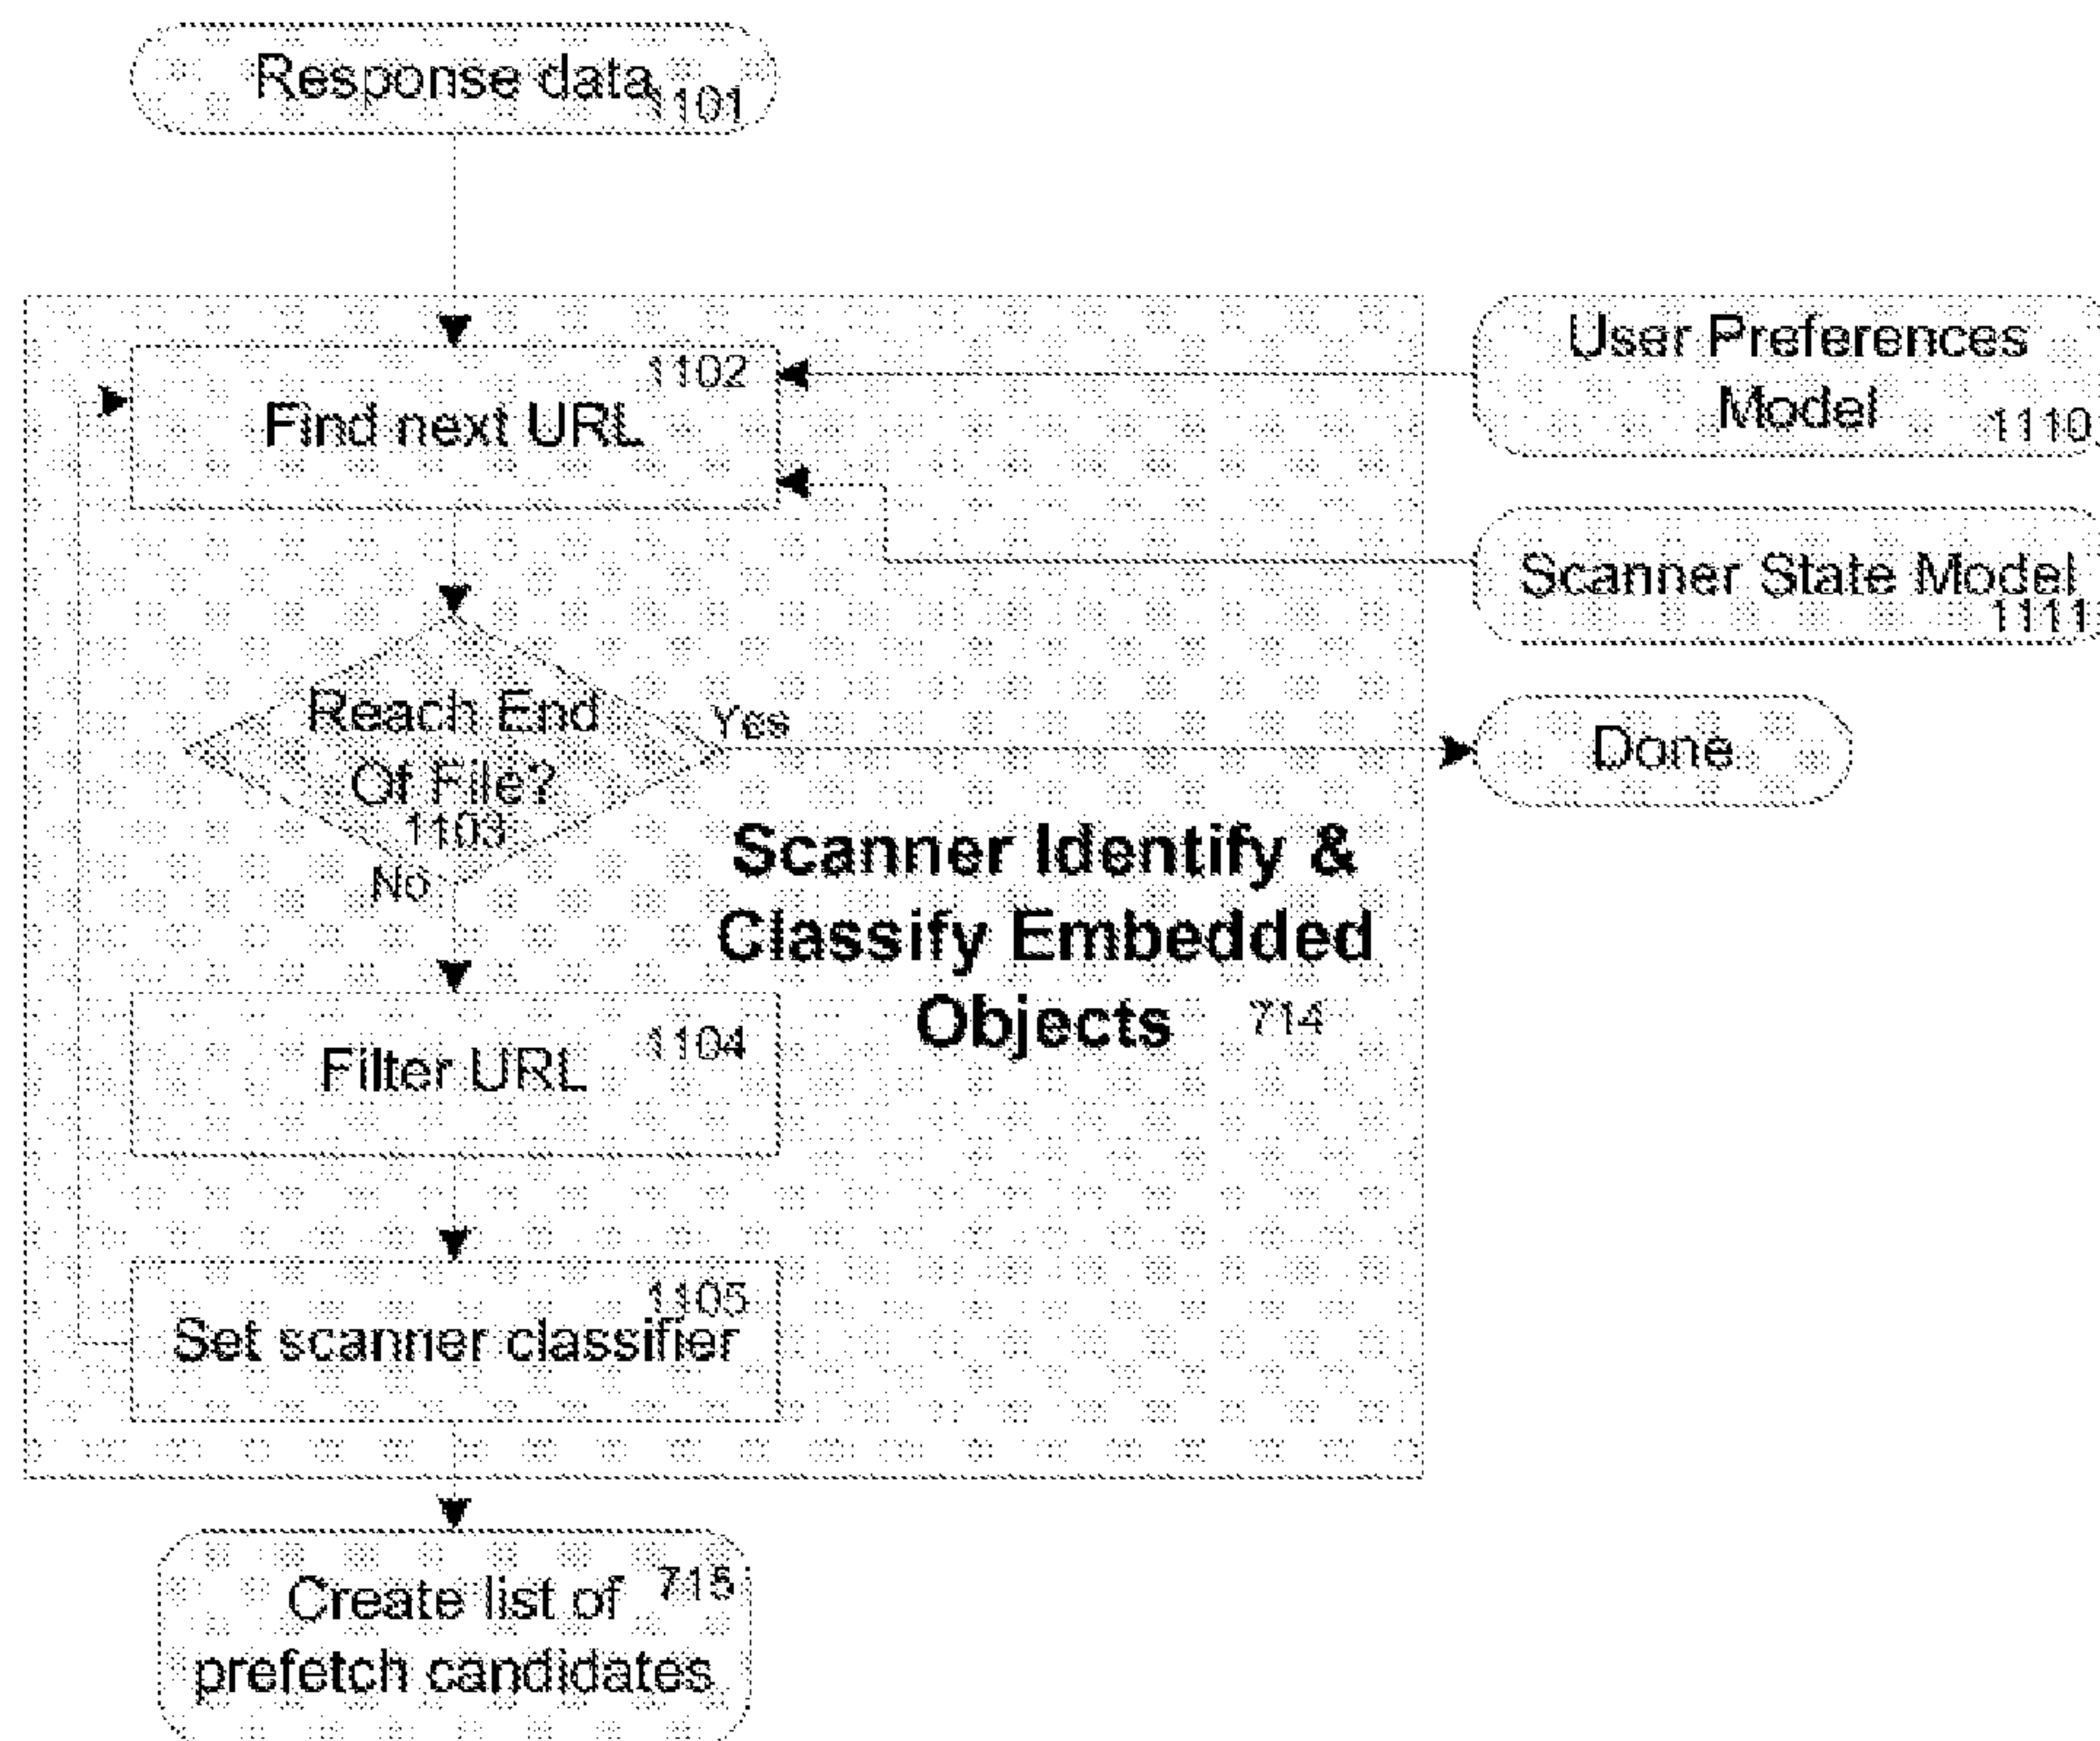 Response data
1101
1102
Find next URL
User Preferences
Model
1110
Scanner State Model
1111
Reach End
Of File?
1103
Yes
No
Done
Scanner Identify &
Classify Embedded
Objects 714
1104
Filter URL
1105
Set scanner classifier
Create list of 715
prefetch candidates